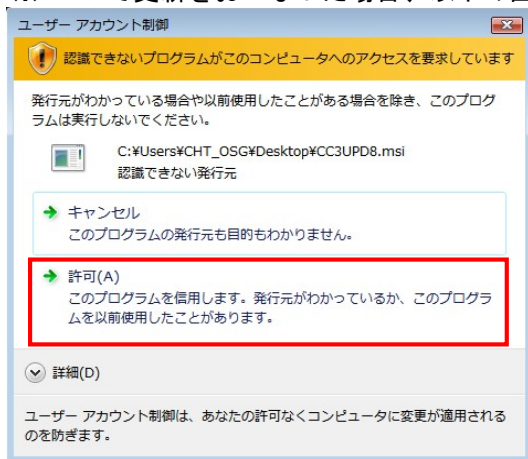 ユーザー アカウント制御
認識できないプログラムがこのコンピュータへのアクセスを要求しています
発行元がわかっている場合や以前使用したことがある場合を除き、このプログ
ラムは実行しないでください。
C:¥Users¥CHT_OSG¥Desktop¥CC3UPD8.msi
認識できない発行元
キャンセル
このプログラムの発行元も目的もわかりません。
許可(A)
このプログラムを信用します。発行元がわかっているか、このプログラ
ムを以前使用したことがあります。
詳細(D)
ユーザー アカウント制御は、あなたの許可なくコンピュータに変更が適用される
のを防ぎます。